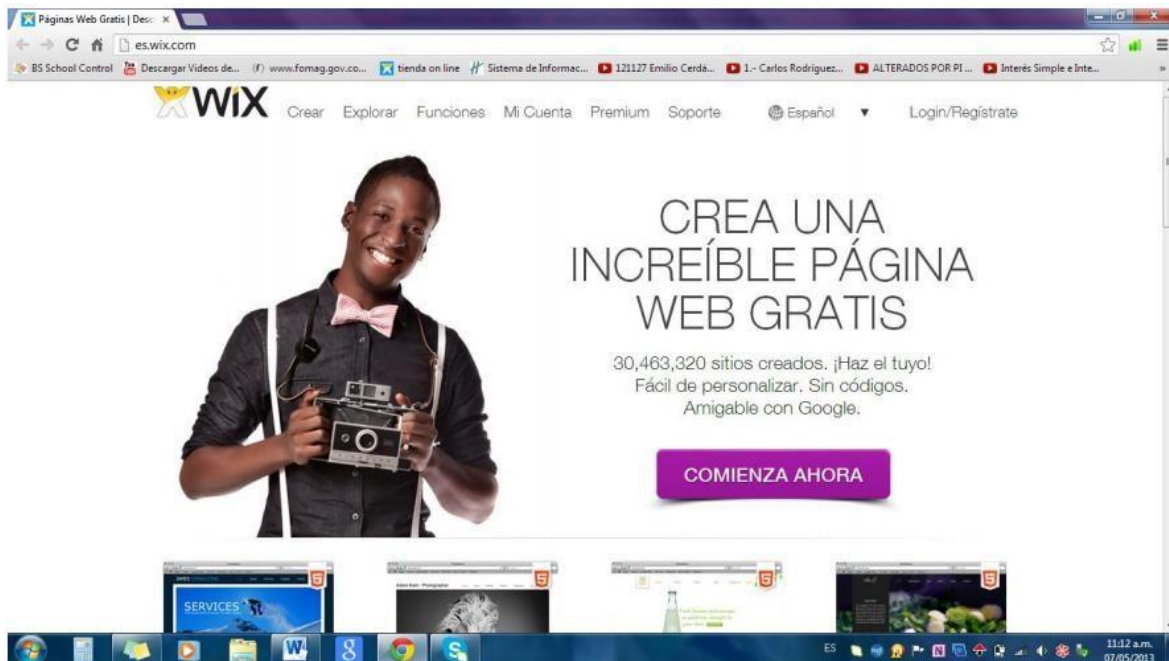 Páginas Web Gratis | Desc
es.wix.com
BS School Control Descargar Videos de... www.fomag.gov.co... tienda on line Sistema de Informac... 121127 Emilio Cerdá... 1.- Carlos Rodríguez... ALTERADOS POR PI ... Interés Simple e Inte... »
WiX Crear Explorar Funciones Mi Cuenta Premium Soporte Español Login/Regístrate
CREA UNA
INCREÍBLE PÁGINA
WEB GRATIS
30,463,320 sitios creados. ¡Haz el tuyo!
Fácil de personalizar. Sin códigos.
Amigable con Google.
COMIENZA AHORA
SERVICES
ES 11:12 a.m.
07/05/2013